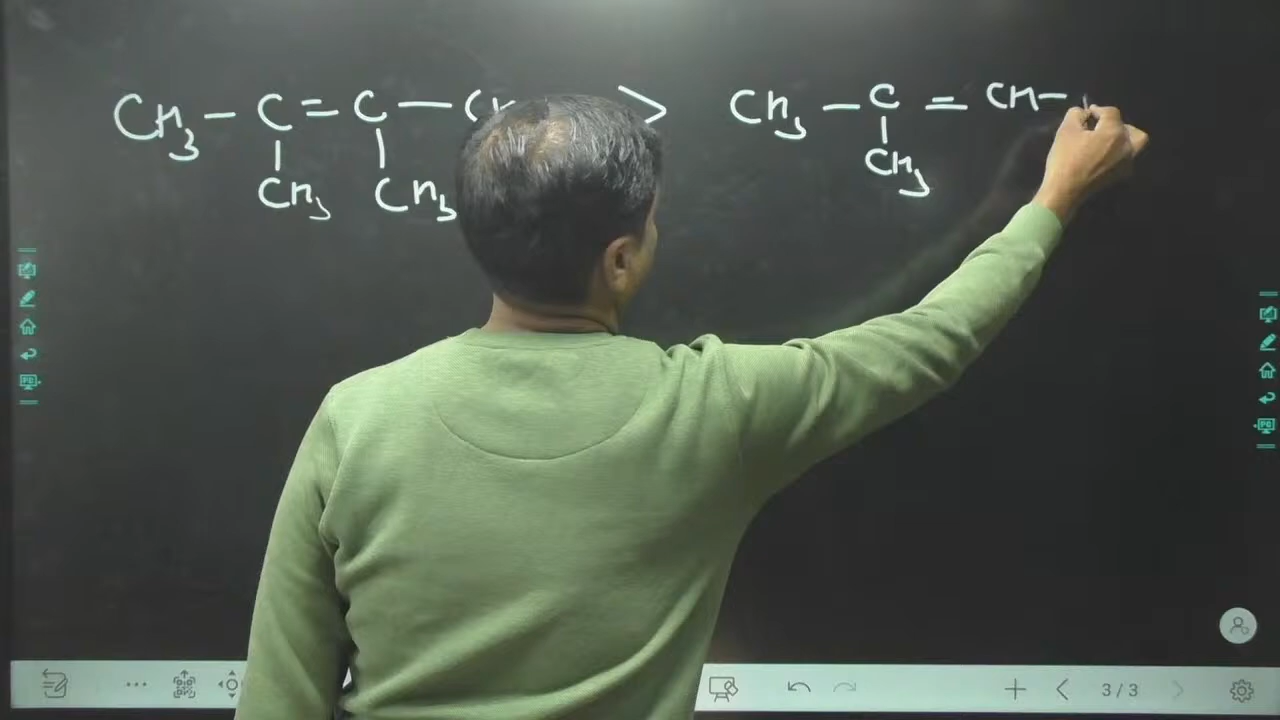 CH3 – C = C – > CH3 – C = CH –
CH3 CH3 CH3
3/3